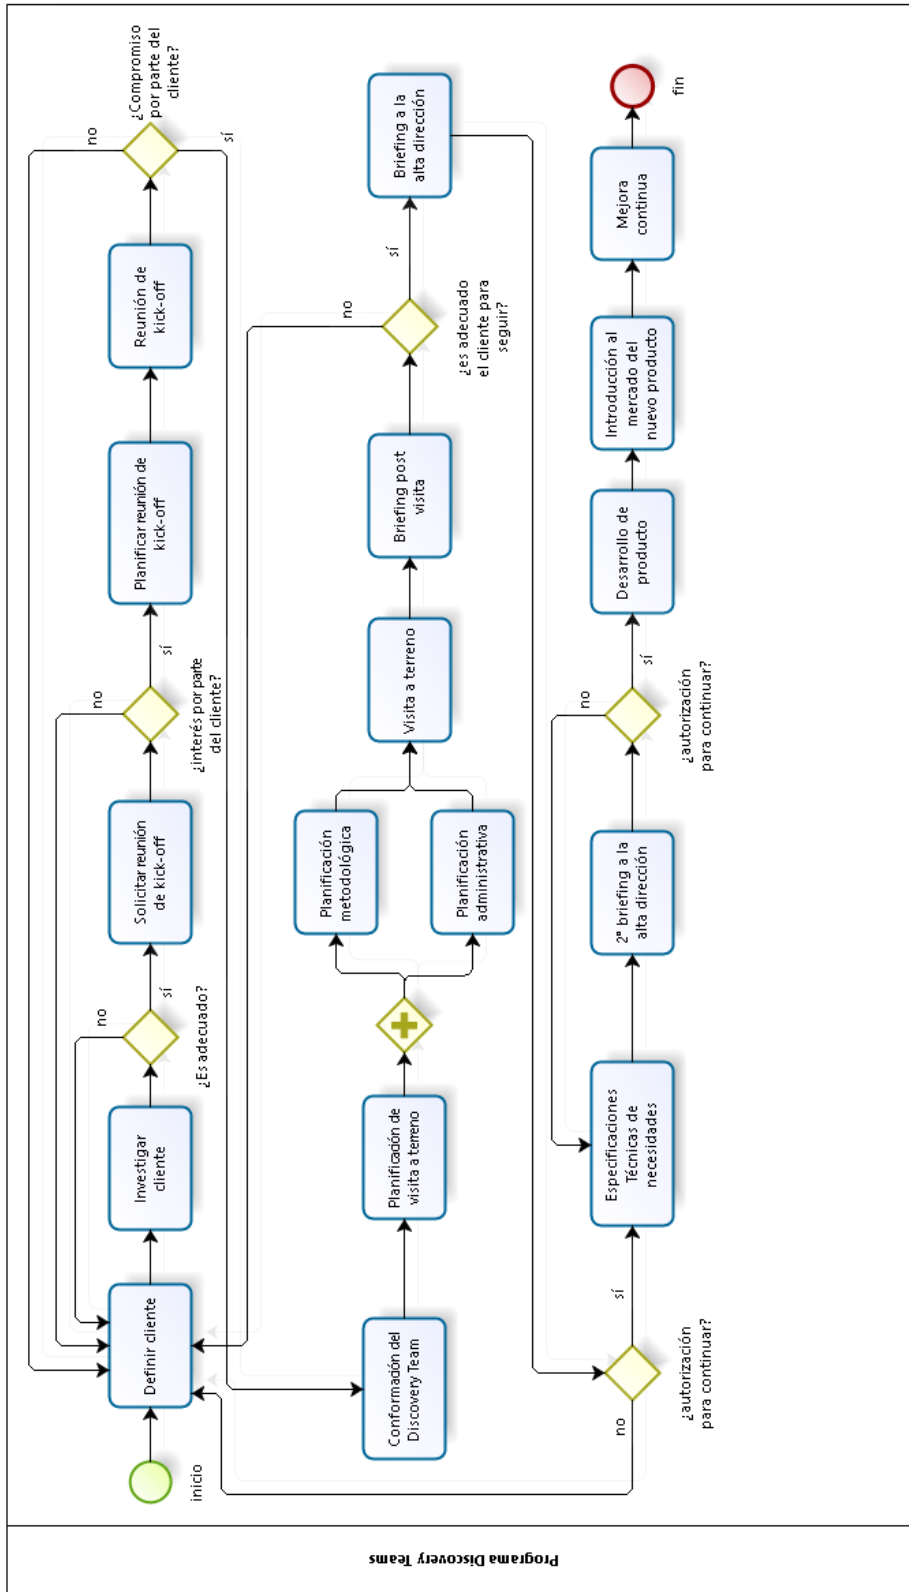 Programa Discovery Teams
inicio
Definir cliente
Investigar
cliente
¿Es adecuado?
no
sí
Solicitar reunión
de kick-off
¿interés por parte
del cliente?
no
sí
Planificar reunión de
kick-off
Reunión de
kick-off
¿Compromiso
por parte del
cliente?
no
sí
Conformación del
Discovery Team
Planificación de
visita a terreno
Planificación
metodológica
Planificación
administrativa
Visita a terreno
Briefing post
visita
¿es adecuado
el cliente para
seguir?
no
sí
Briefing a la
alta dirección
¿autorización
para continuar?
no
sí
Especificaciones
Técnicas de
necesidades
2º briefing a la
alta dirección
¿autorización
para continuar?
no
sí
Desarrollo de
producto
Introducción al
mercado del
nuevo producto
Mejora
continua
fin